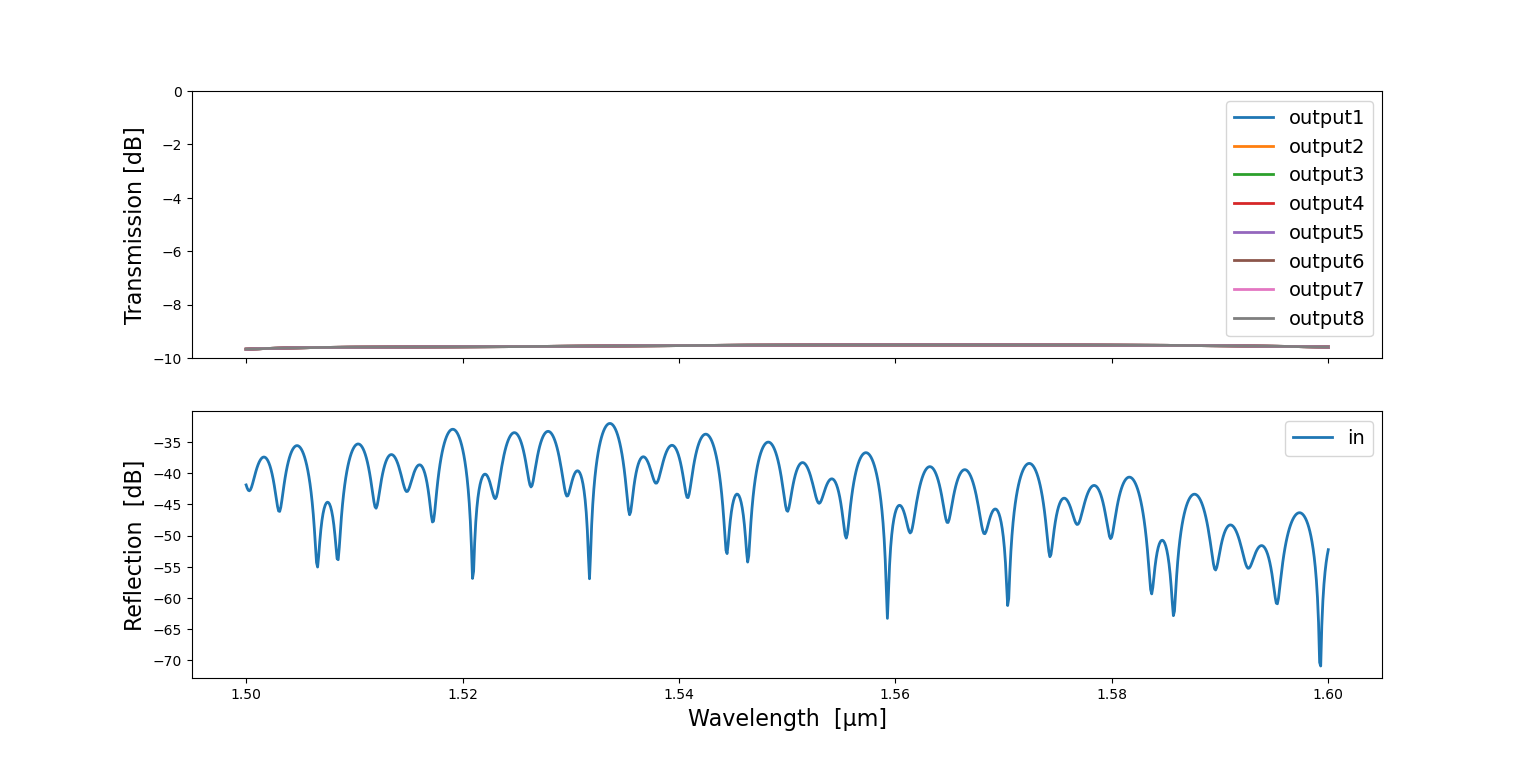 Transmission [dB]
0
−2
−4
−6
−8
−10
output1
output2
output3
output4
output5
output6
output7
output8
Reflection  [dB]
−35
−40
−45
−50
−55
−60
−65
−70
in
1.50 1.52 1.54 1.56 1.58 1.60
Wavelength  [µm]